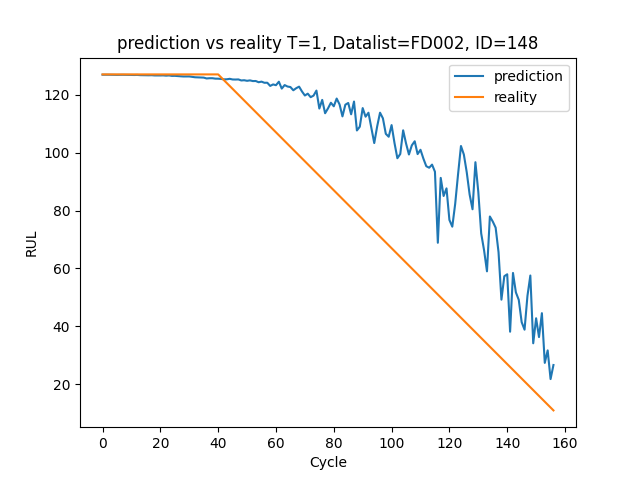 prediction vs reality T=1, Datalist=FD002, ID=148
prediction
reality
RUL
120
100
80
60
40
20
0 20 40 60 80 100 120 140 160
Cycle